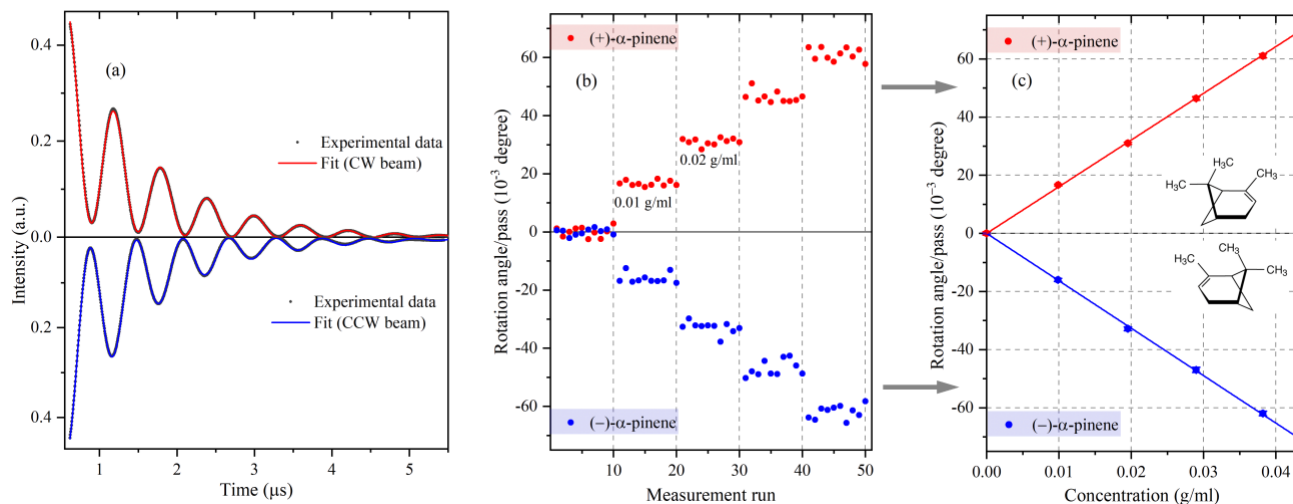 (a)
0.4
0.2
0.0
0.2
0.4
Intensity (a.u.)
Experimental data
Fit (CW beam)
Experimental data
Fit (CCW beam)
1
2
3
4
5
Time (μs)
(b)
(+)-α-pinene
60
40
20
0
-20
-40
-60
Rotation angle/pass (10⁻³ degree)
0.01 g/ml
0.02 g/ml
(−)-α-pinene
10
20
30
40
50
Measurement run
(c)
(+)-α-pinene
60
40
20
0
-20
-40
-60
Rotation angle/pass (10⁻³ degree)
H₃C
H₃C
CH₃
CH₃
H₃C
CH₃
(−)-α-pinene
0.00
0.01
0.02
0.03
0.04
Concentration (g/ml)